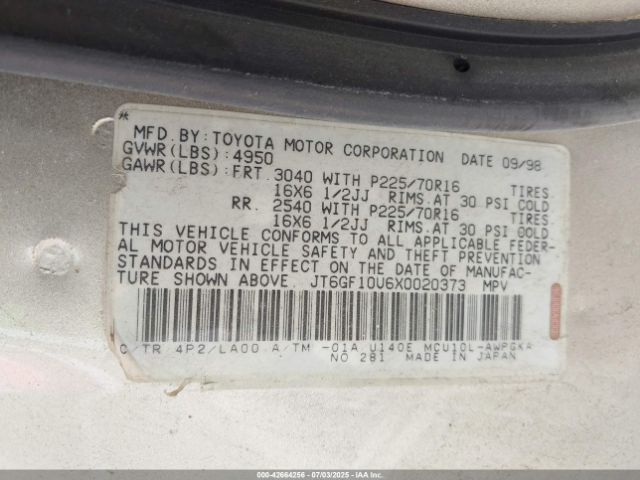 *
MFD. BY: TOYOTA MOTOR CORPORATION DATE 09/98
GVWR(LBS):4950
GAWR(LBS):FRT. 3040 WITH P225/70R16 TIRES
16X6 1/2JJ RIMS.AT 30 PSI COLD
RR. 2540 WITH P225/70R16 TIRES
16X6 1/2JJ RIMS.AT 30 PSI COLD
THIS VEHICLE CONFORMS TO ALL APPLICABLE FEDER-
AL MOTOR VEHICLE SAFETY AND THEFT PREVENTION
STANDARDS IN EFFECT ON THE DATE OF MANUFAC-
TURE SHOWN ABOVE. JT6GF10U6X0020373 MPV
C/TR 4P2/LA00 A/TM -01A U140E MCU10L-AWPGKA
NO 281 MADE IN JAPAN
000-42664256 - 07/03/2025 - IAAI.COM